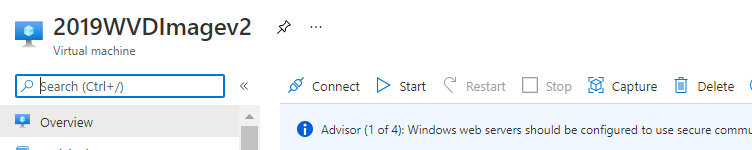 2019WVDImagev2
Virtual machine
Search (Ctrl+/)
Connect Start Restart Stop Capture Delete
Overview
Advisor (1 of 4): Windows web servers should be configured to use secure